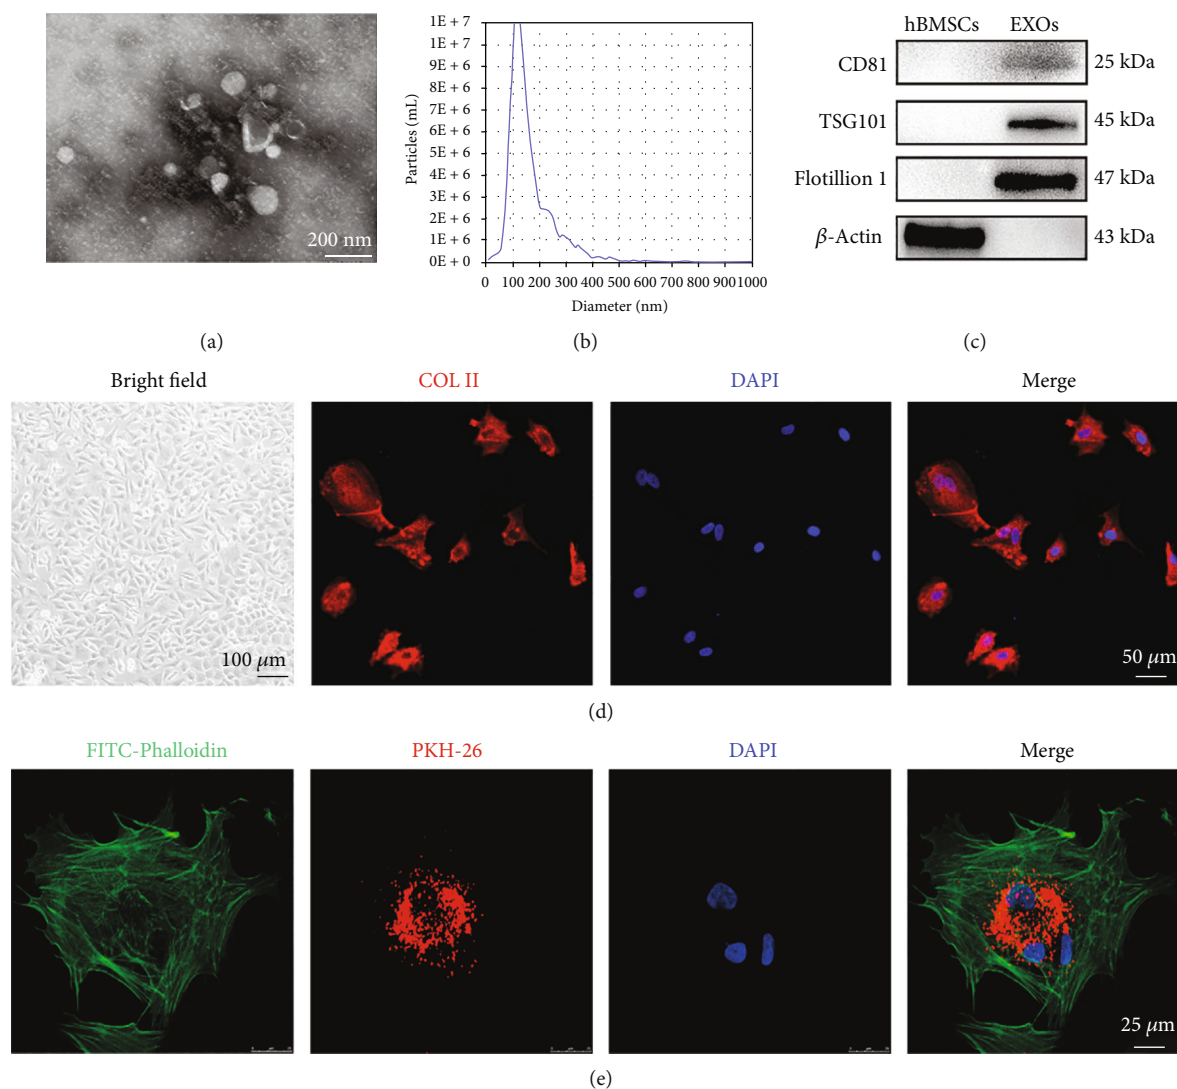 200 nm
(a)
Particles (mL)
1E + 7
1E + 7
9E + 6
8E + 6
7E + 6
6E + 6
5E + 6
4E + 6
3E + 6
2E + 6
1E + 6
0E + 0
0 100 200 300 400 500 600 700 800 900 1000
Diameter (nm)
(b)
hBMSCs EXOs
CD81 25 kDa
TSG101 45 kDa
Flotillion 1 47 kDa
β-Actin 43 kDa
(c)
Bright field COL II DAPI Merge
100 μm 50 μm
(d)
FITC-Phalloidin PKH-26 DAPI Merge
25 μm
(e)